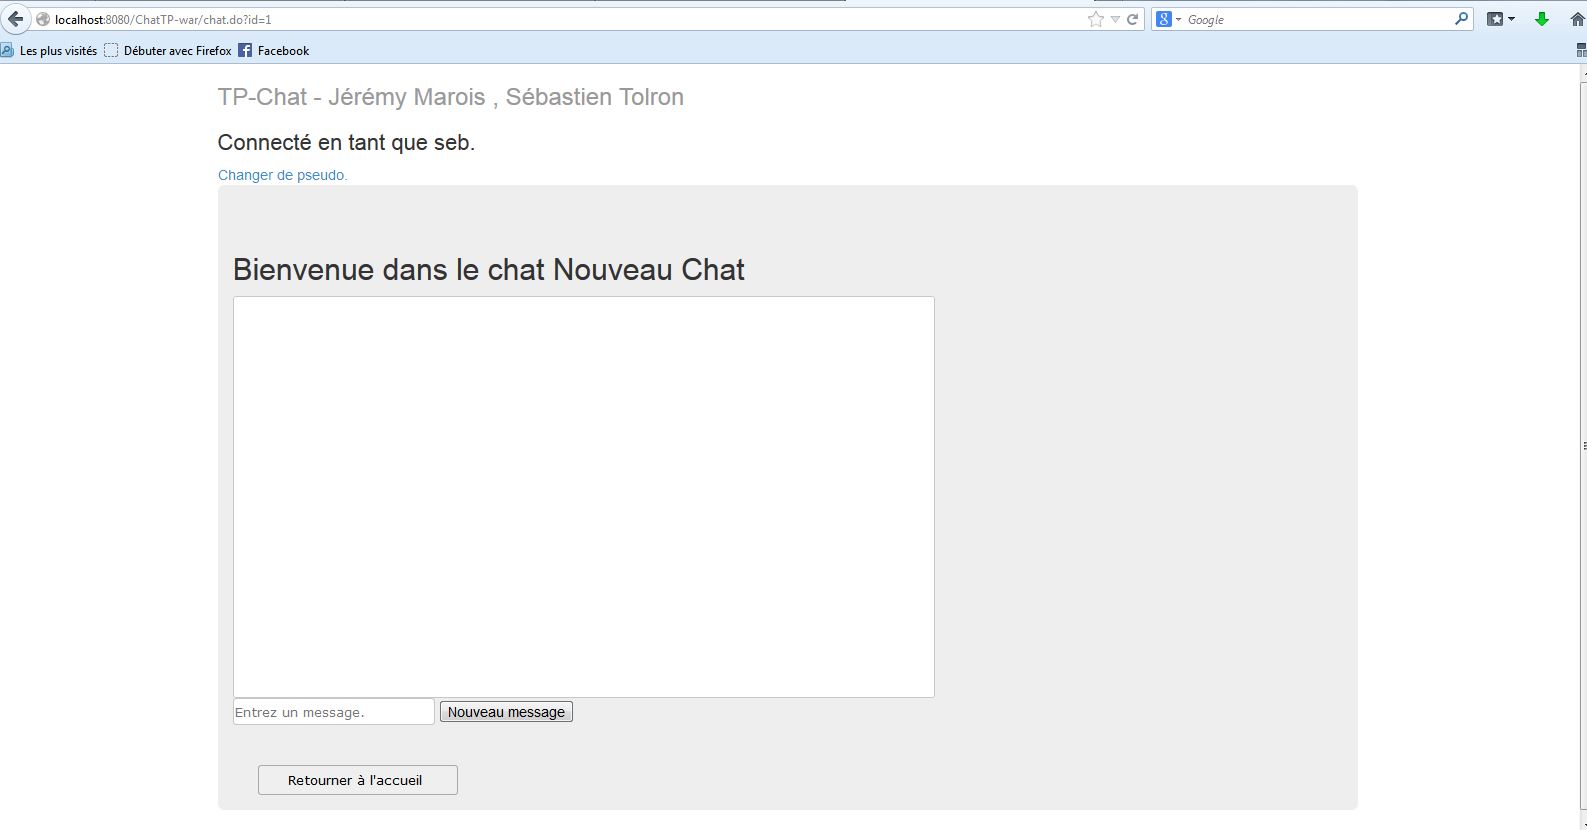 localhost:8080/ChatTP-war/chat.do?id=1
Google
Les plus visités Débuter avec Firefox Facebook
TP-Chat - Jérémy Marois , Sébastien Tolron
Connecté en tant que seb.
Changer de pseudo.
Bienvenue dans le chat Nouveau Chat
Entrez un message. Nouveau message
Retourner à l'accueil